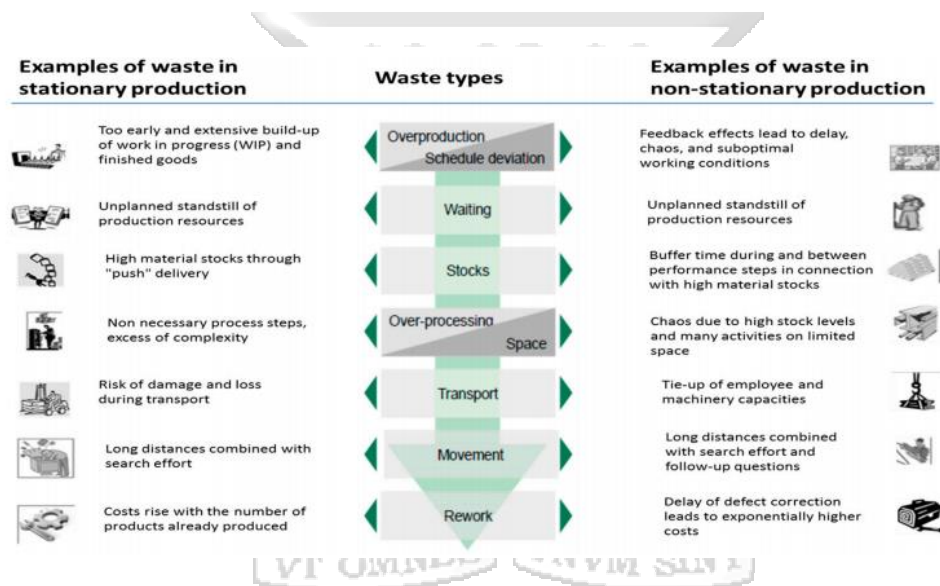 Examples of waste in
stationary production
Waste types
Examples of waste in
non-stationary production
Too early and extensive build-up
of work in progress (WIP) and
finished goods
Overproduction
Schedule deviation
Feedback effects lead to delay,
chaos, and suboptimal
working conditions
Unplanned standstill of
production resources
Waiting
Unplanned standstill of
production resources
High material stocks through
"push" delivery
Stocks
Buffer time during and between
performance steps in connection
with high material stocks
Non necessary process steps,
excess of complexity
Over-processing
Space
Chaos due to high stock levels
and many activities on limited
space
Risk of damage and loss
during transport
Transport
Tie-up of employee and
machinery capacities
Long distances combined with
search effort
Movement
Long distances combined
with search effort and
follow-up questions
Costs rise with the number of
products already produced
Rework
Delay of defect correction
leads to exponentially higher
costs
VT OMNES VNVM SINT